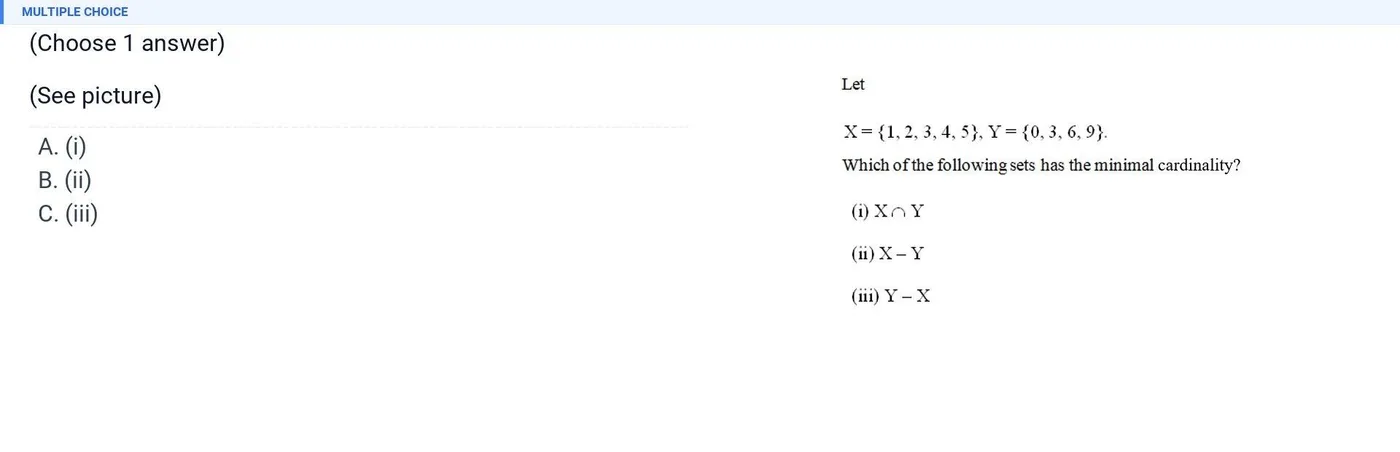 MULTIPLE CHOICE
(Choose 1 answer)
(See picture)
A. (i)
B. (ii)
C. (iii)
Let
X = {1, 2, 3, 4, 5}, Y = {0, 3, 6, 9}.
Which of the following sets has the minimal cardinality?
(i) X ∩ Y
(ii) X – Y
(iii) Y – X